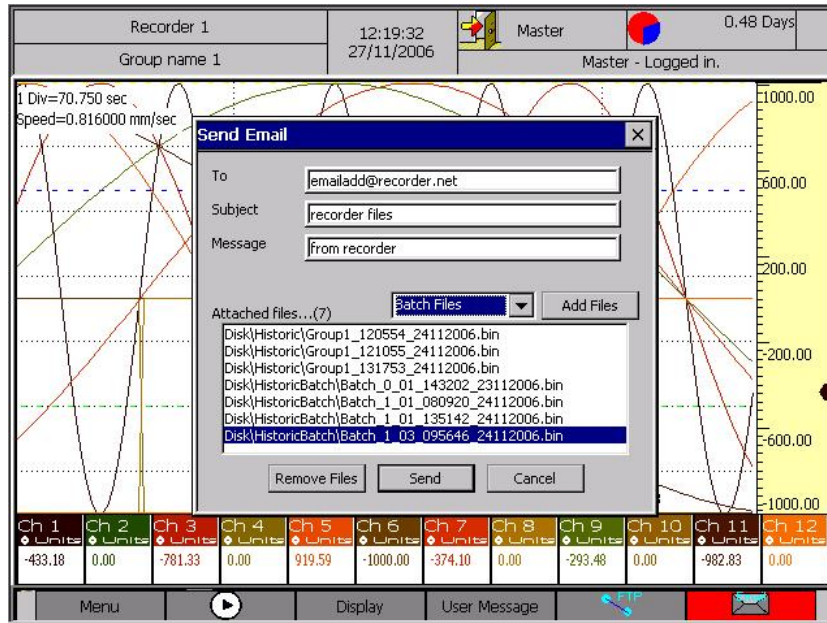 Recorder 1
Group name 1
12:19:32
27/11/2006
Master
0.48 Days
Master - Logged in.
1 Div=70.750 sec
Speed=0.816000 mm/sec
1000.00
600.00
200.00
-200.00
-600.00
-1000.00
Send Email
To
emailadd@recorder.net
Subject
recorder files
Message
from recorder
Attached files...(7)
Batch Files
Add Files
Disk\Historic\Group1_120554_24112006.bin
Disk\Historic\Group1_121055_24112006.bin
Disk\Historic\Group1_131753_24112006.bin
Disk\HistoricBatch\Batch_0_01_143202_23112006.bin
Disk\HistoricBatch\Batch_1_01_080920_24112006.bin
Disk\HistoricBatch\Batch_1_01_135142_24112006.bin
Disk\HistoricBatch\Batch_1_03_095646_24112006.bin
Remove Files
Send
Cancel
Ch 1 Ch 2 Ch 3 Ch 4 Ch 5 Ch 6 Ch 7 Ch 8 Ch 9 Ch 10 Ch 11 Ch 12
Units Units Units Units Units Units Units Units Units Units Units Units
-433.18 0.00 -781.33 0.00 919.59 -1000.00 -374.10 0.00 -293.48 0.00 -982.83 0.00
Menu
Display
User Message
FTP